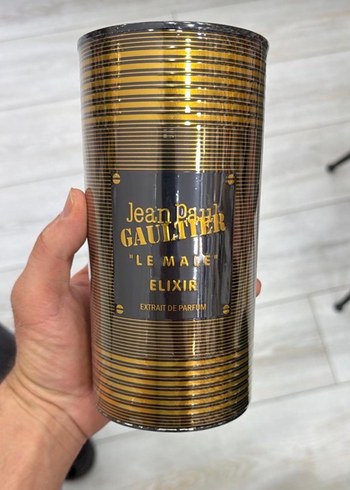 Jean Paul
GAULTIER
"LE MALE"
ELIXIR
EXTRAIT DE PARFUM